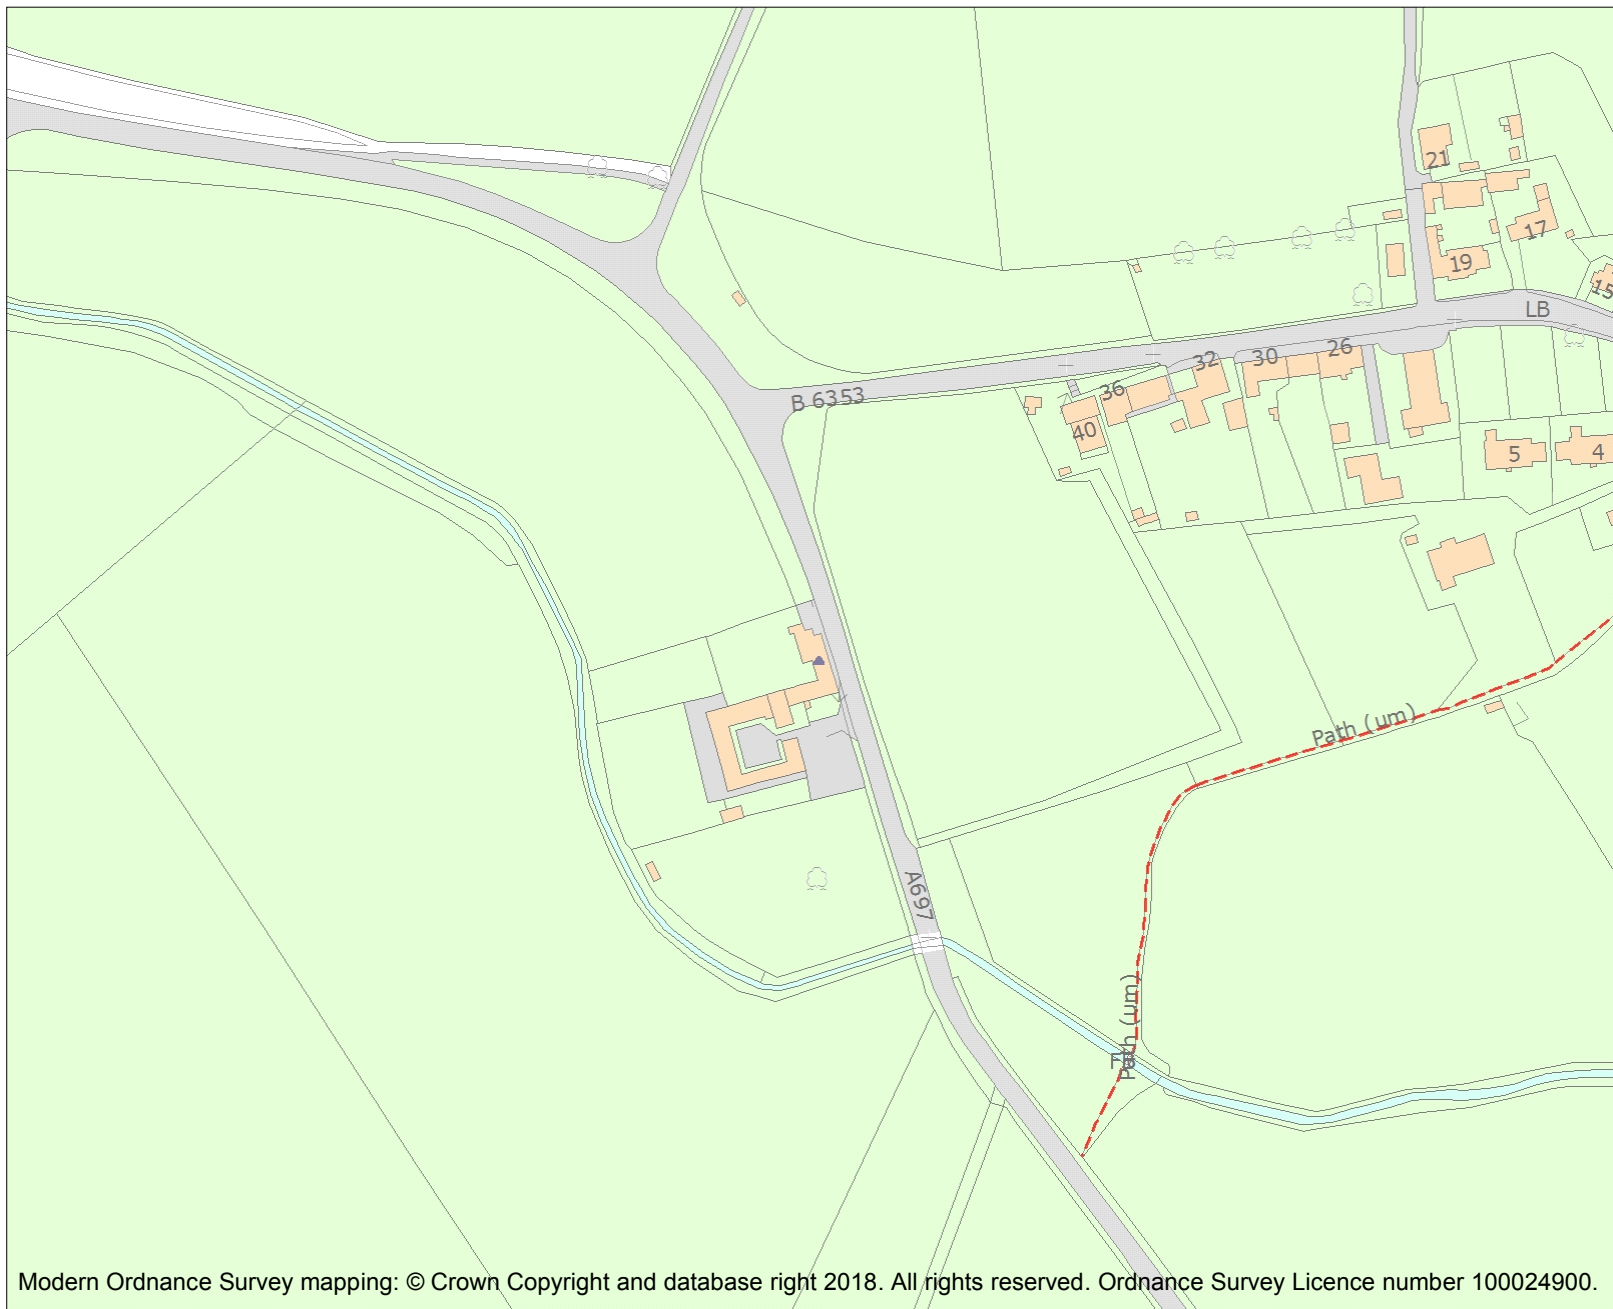 21
17
19
15
LB
26
30
32
36
B 6353
40
5
4
Path (um)
A697
Path (um)
FB
Modern Ordnance Survey mapping: © Crown Copyright and database right 2018. All rights reserved. Ordnance Survey Licence number 100024900.